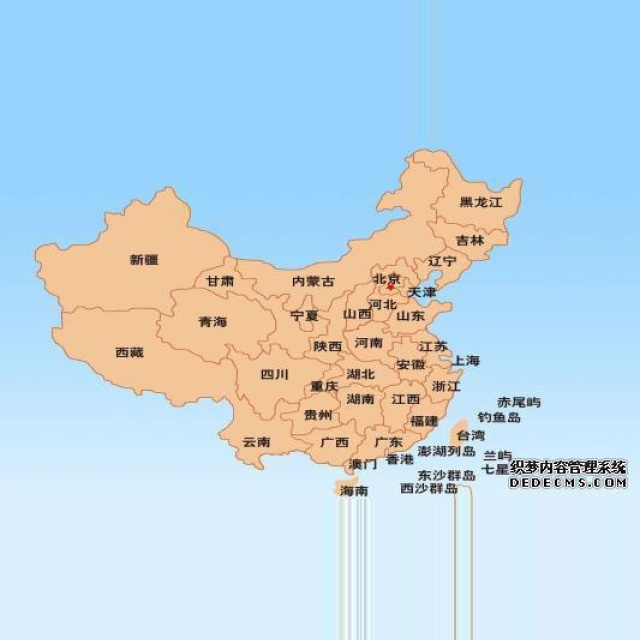 黑龙江
吉林
辽宁
新疆
北京
甘肃
内蒙古
天津
河北
宁夏
山西
山东
青海
陕西
河南
江苏
西藏
上海
安徽
四川
湖北
重庆
浙江
湖南
江西
赤尾屿
贵州
钓鱼岛
福建
云南
广西
广东
台湾
澎湖列岛
兰屿
香港
澳门
七星
织梦内容管理系统
DEDECMS.COM
东沙群岛
西沙群岛
海南